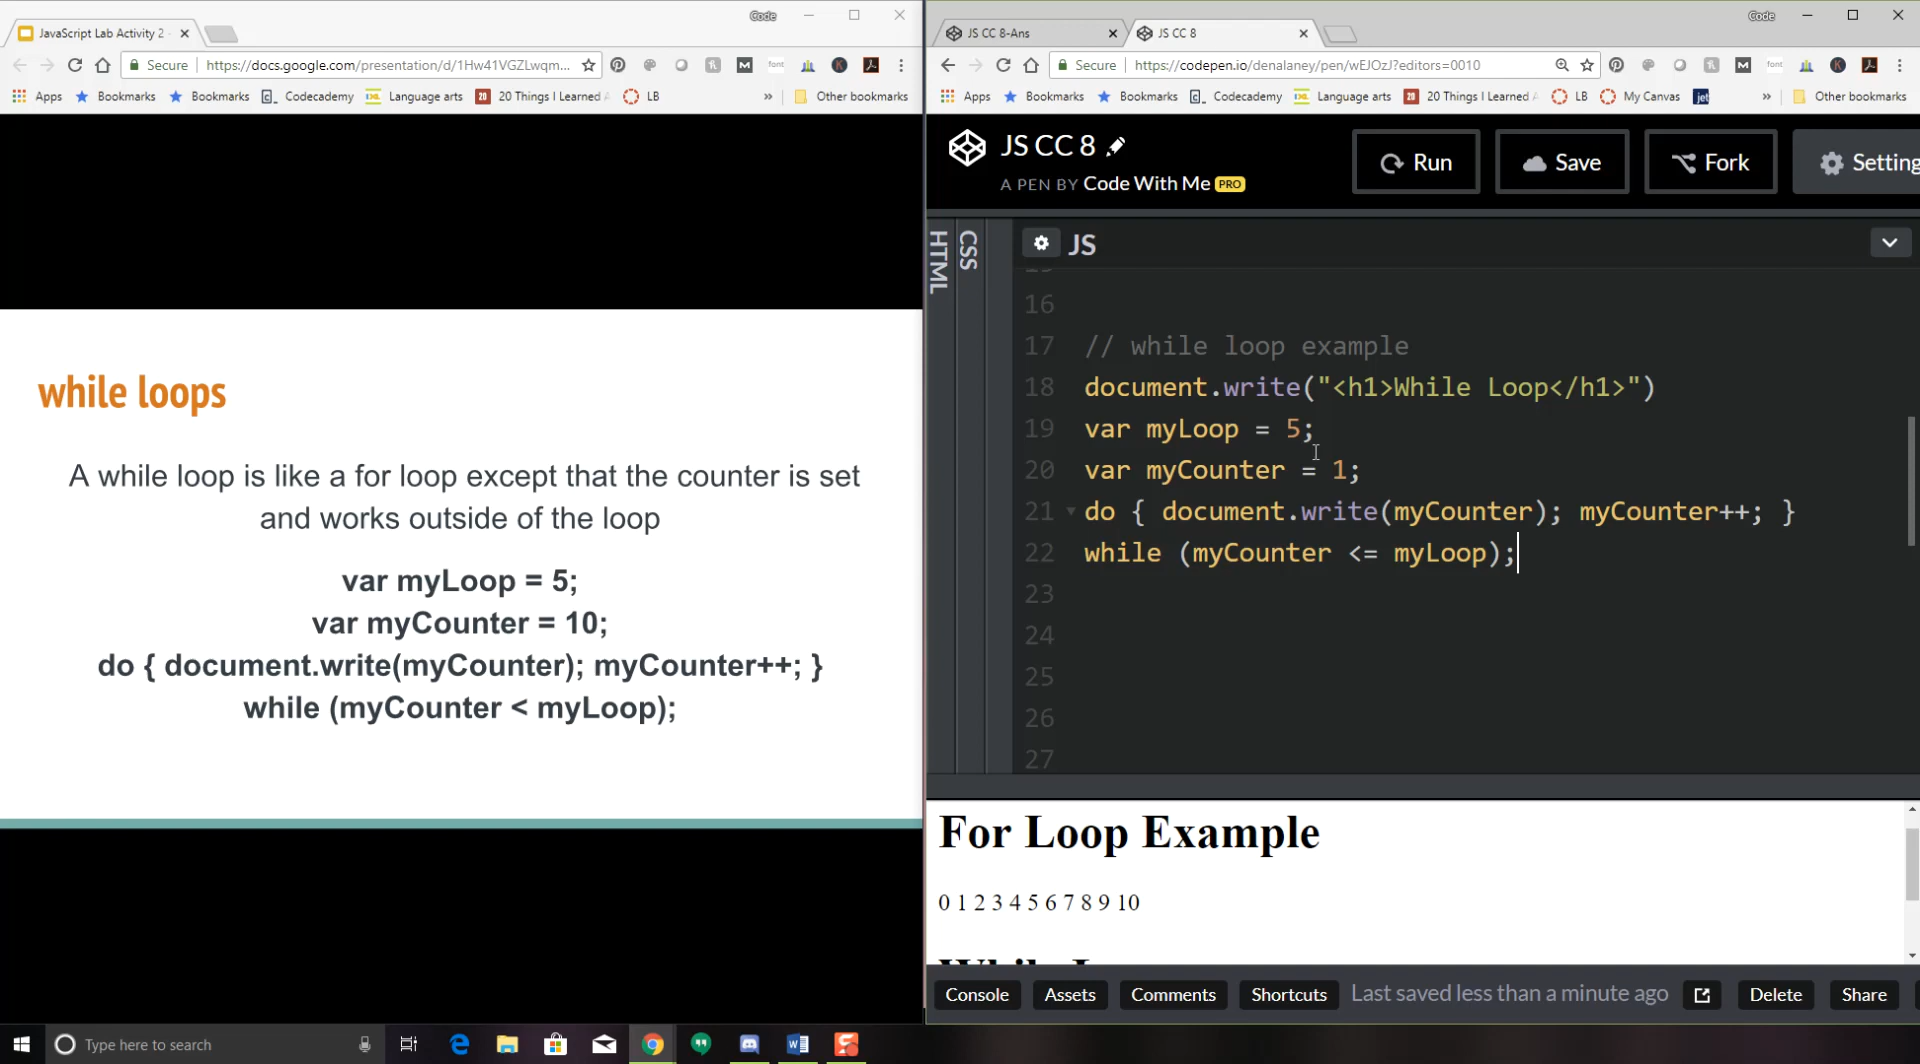 Code
JavaScript Lab Activity 2
Secure
https://docs.google.com/presentation/d/1Hw41VGZLwqm...
font
Apps
Bookmarks
Bookmarks
Codecademy
Language arts
20 Things I Learned
LB
»
Other bookmarks
while loops
A while loop is like a for loop except that the counter is set
and works outside of the loop
var myLoop = 5;
var myCounter = 10;
do { document.write(myCounter); myCounter++; }
while (myCounter < myLoop);
Code
JS CC 8-Ans
JS CC 8
Secure
https://codepen.io/denalaney/pen/wEJOzJ?editors=0010
font
Apps
Bookmarks
Bookmarks
Codecademy
Language arts
20 Things I Learned
LB
My Canvas
jet
»
Other bookmarks
JS CC 8
A PEN BY Code With Me PRO
Run
Save
Fork
Setting
HTML
CSS
JS
16
17 // while loop example
18 document.write("<h1>While Loop</h1>")
19 var myLoop = 5;
20 var myCounter = 1;
21 do { document.write(myCounter); myCounter++; }
22 while (myCounter <= myLoop);
23
24
25
26
27
For Loop Example
0 1 2 3 4 5 6 7 8 9 10
Console
Assets
Comments
Shortcuts
Last saved less than a minute ago
Delete
Share
Type here to search